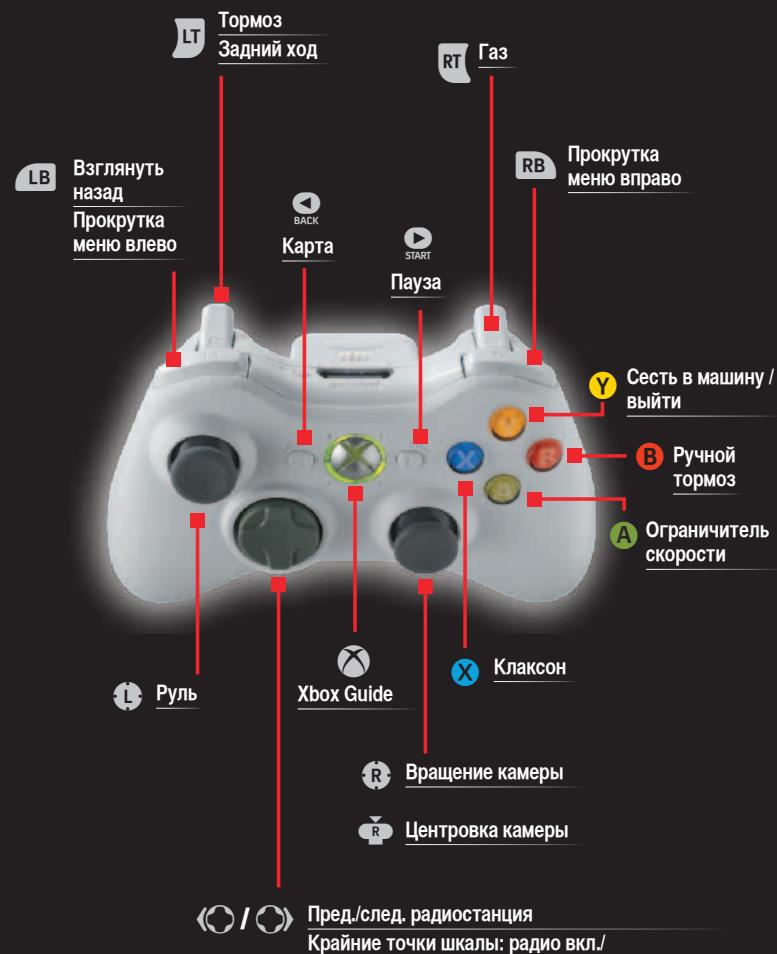 LT
Тормоз
Задний ход
RT
Газ
LB
Взглянуть
назад
Прокрутка
меню влево
BACK
Карта
START
Пауза
RB
Прокрутка
меню вправо
Y
Сесть в машину /
выйти
B
Ручной
тормоз
A
Ограничитель
скорости
X
Клаксон
L
Руль
Xbox Guide
R
Вращение камеры
R
Центровка камеры
/
Пред./след. радиостанция
Крайние точки шкалы: радио вкл./